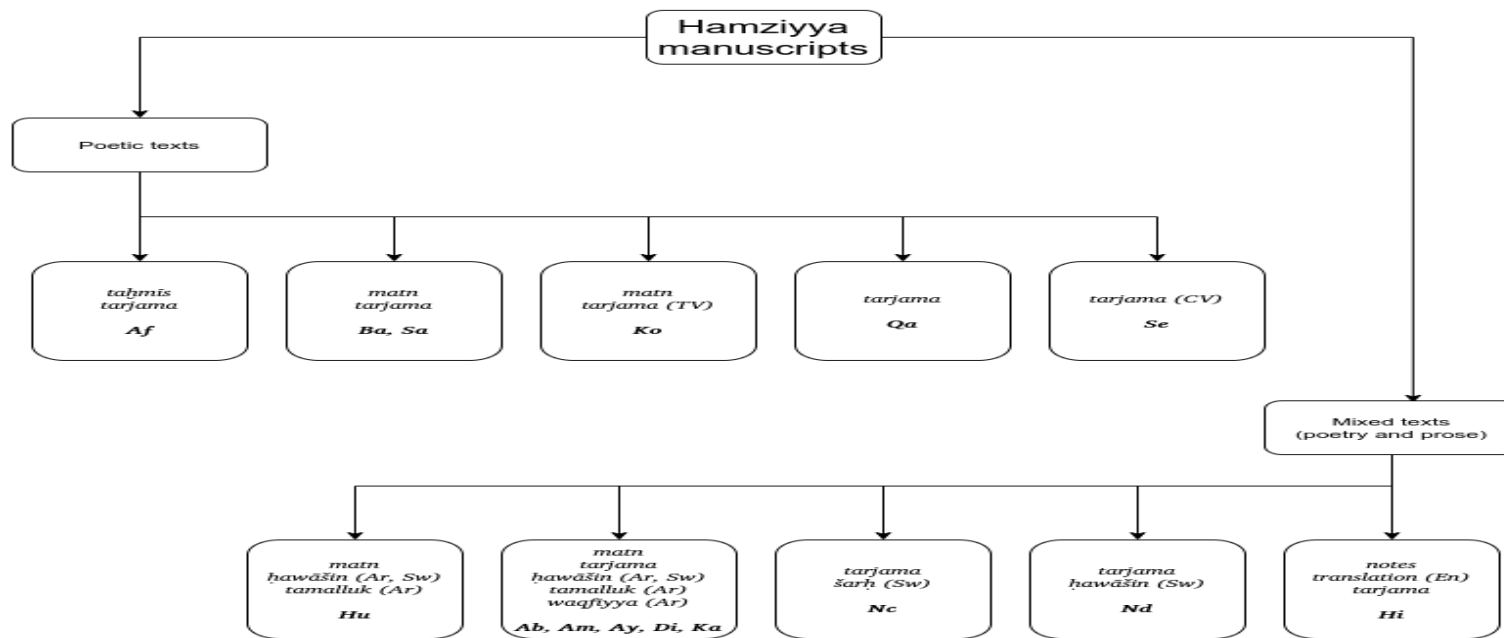 Hamziyya
manuscripts
Poetic texts
taḫmīs
tarjama
Af
matn
tarjama
Ba, Sa
matn
tarjama (TV)
Ko
tarjama
Qa
tarjama (CV)
Se
Mixed texts
(poetry and prose)
matn
ḥawāšin (Ar, Sw)
tamalluk (Ar)
Hu
matn
tarjama
ḥawāšin (Ar, Sw)
tamalluk (Ar)
waqfiyya (Ar)
Ab, Am, Ay, Di, Ka
tarjama
šarḥ (Sw)
Nc
tarjama
ḥawāšin (Sw)
Nd
notes
translation (En)
tarjama
Hi